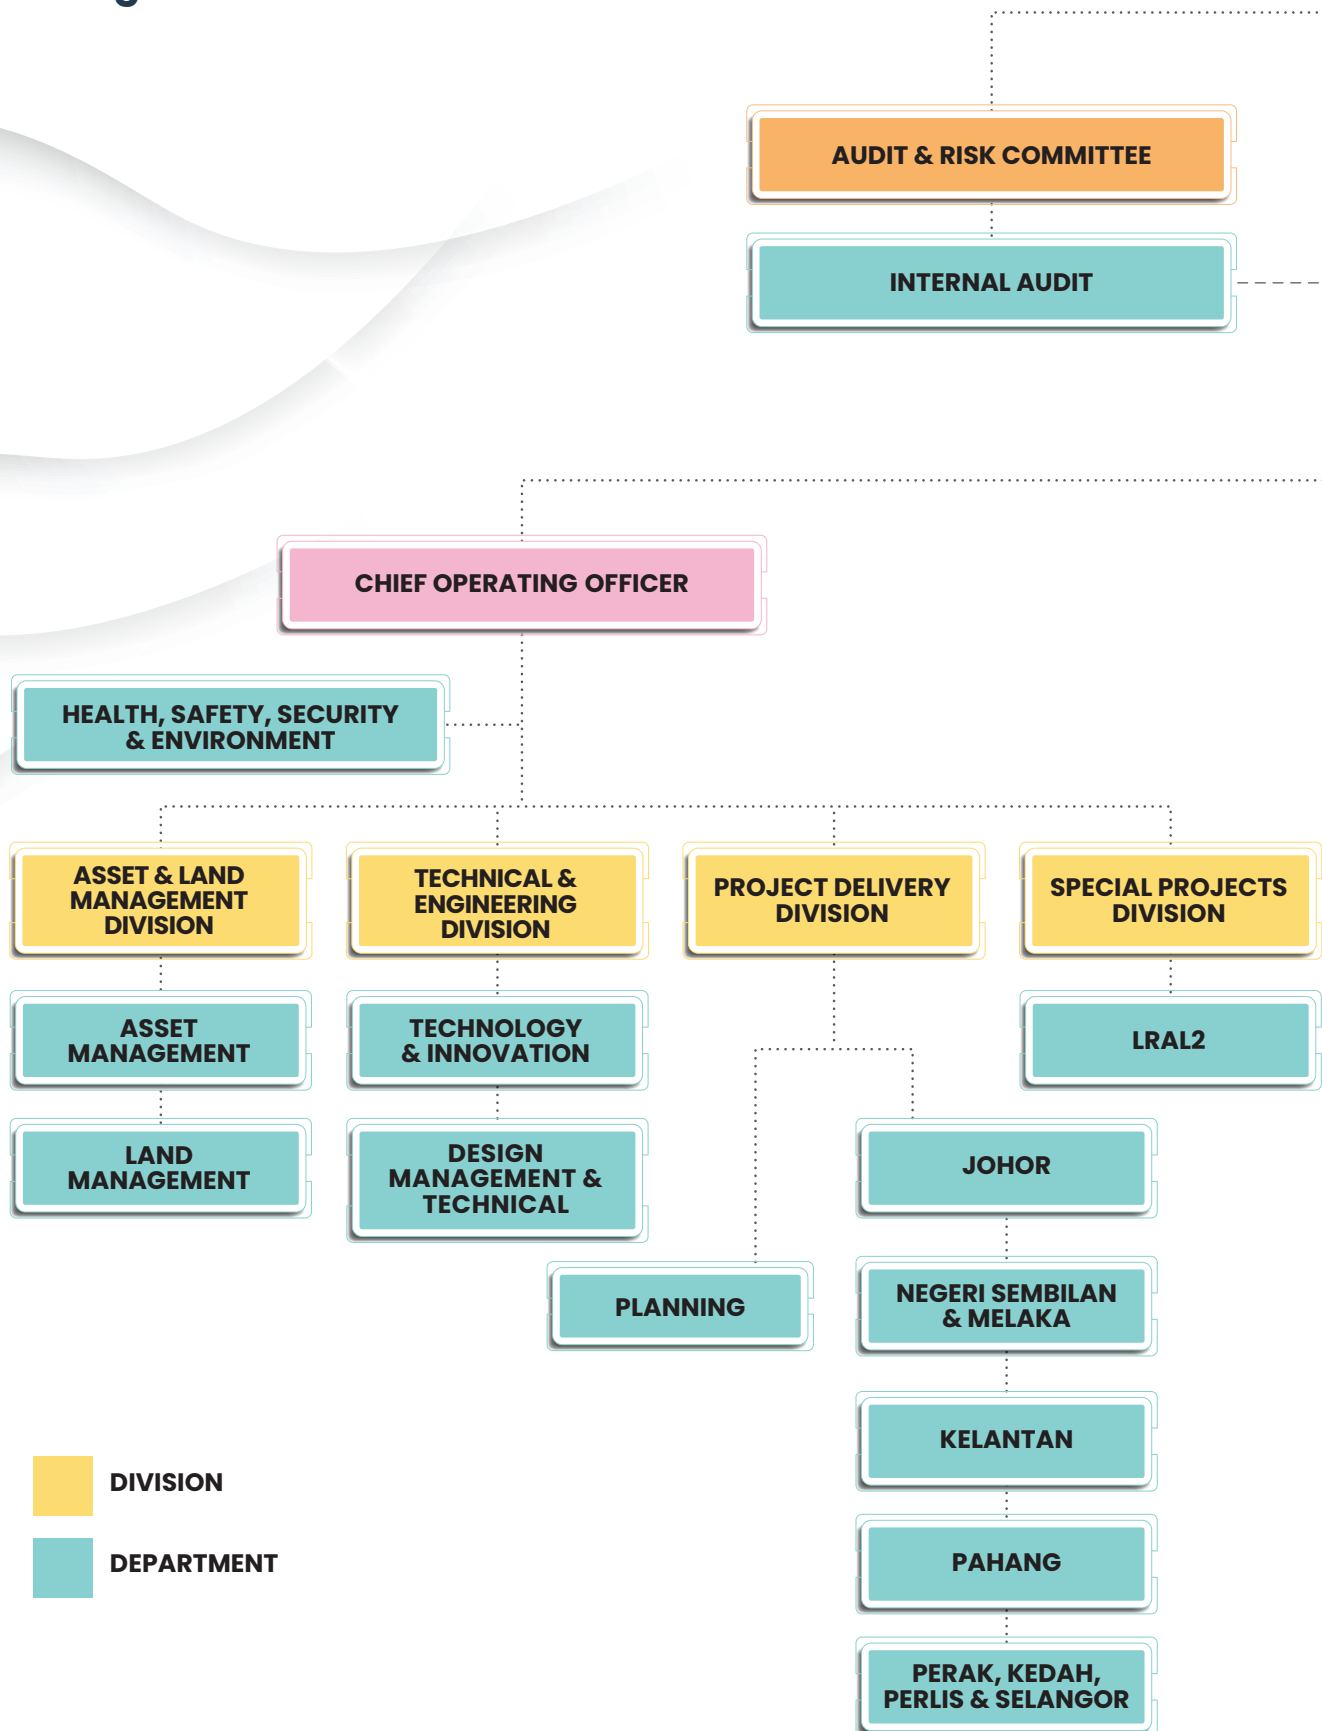 AUDIT & RISK COMMITTEE
INTERNAL AUDIT
CHIEF OPERATING OFFICER
HEALTH, SAFETY, SECURITY
& ENVIRONMENT
ASSET & LAND
MANAGEMENT
DIVISION
TECHNICAL &
ENGINEERING
DIVISION
PROJECT DELIVERY
DIVISION
SPECIAL PROJECTS
DIVISION
ASSET
MANAGEMENT
TECHNOLOGY
& INNOVATION
LRAL2
LAND
MANAGEMENT
DESIGN
MANAGEMENT &
TECHNICAL
JOHOR
PLANNING
NEGERI SEMBILAN
& MELAKA
KELANTAN
PAHANG
PERAK, KEDAH,
PERLIS & SELANGOR
DIVISION
DEPARTMENT